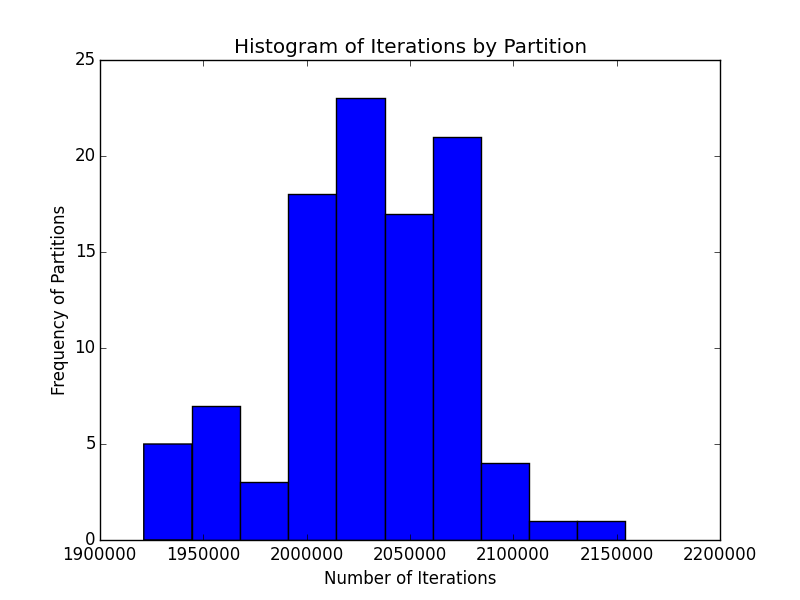 Histogram of Iterations by Partition
25
20
15
10
5
0
Frequency of Partitions
1900000 1950000 2000000 2050000 2100000 2150000 2200000
Number of Iterations